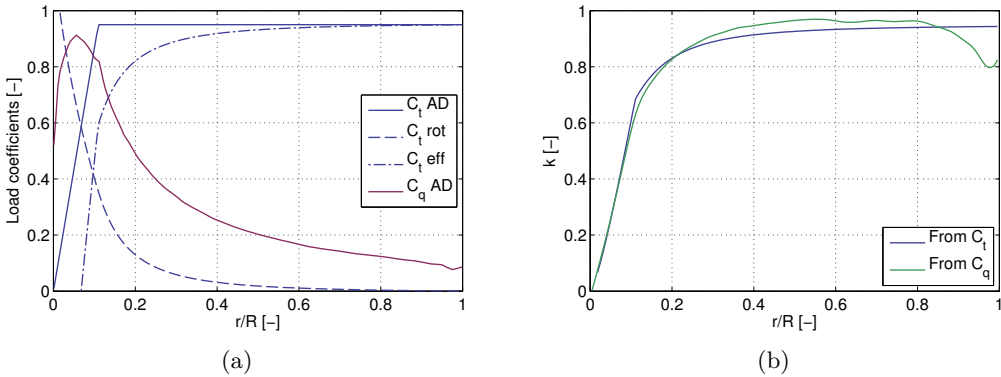 1
0.8
0.6
0.4
0.2
0
Load coefficients [−]
0 0.2 0.4 0.6 0.8 1
r/R [−]
C_t AD
C_t rot
C_t eff
C_q AD
(a)
1
0.8
0.6
0.4
0.2
0
k [−]
0 0.2 0.4 0.6 0.8 1
r/R [−]
From C_t
From C_q
(b)